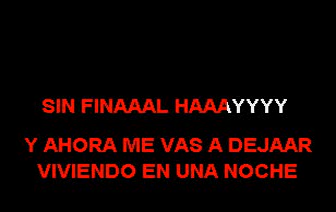 SIN FINAAAL HAAAYYYY
Y AHORA ME VAS A DEJAAR
VIVIENDO EN UNA NOCHE